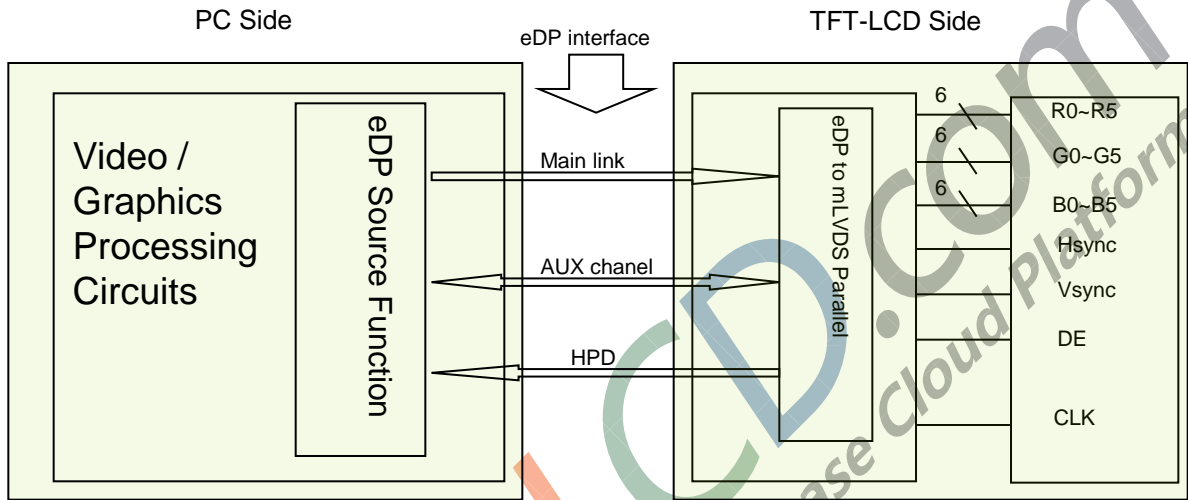 PC Side
TFT-LCD Side
eDP interface
Video /
Graphics
Processing
Circuits
eDP Source Function
Main link
AUX chanel
HPD
eDP to mLVDS Parallel
6
R0~R5
6
G0~G5
6
B0~B5
Hsync
Vsync
DE
CLK
CD.com
ase Cloud Platform